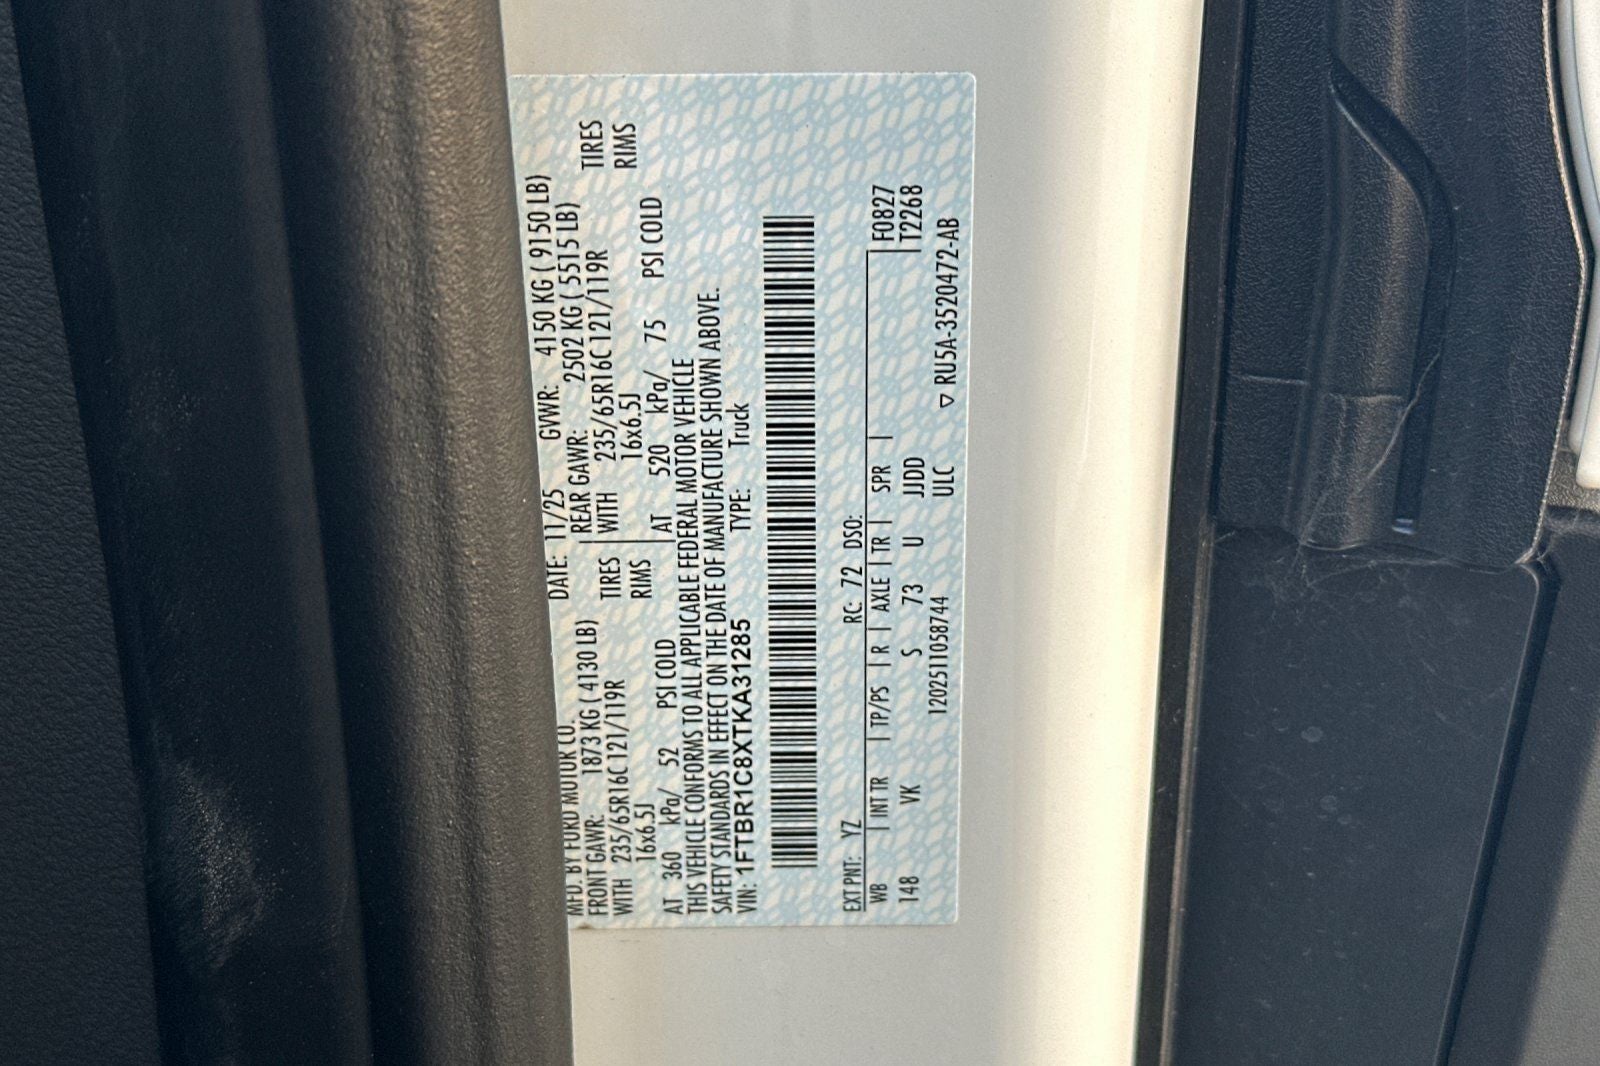 MFD. BY FORD MOTOR CO.
DATE: 11/25 GVWR: 4150 KG ( 9150 LB)
FRONT GAWR: 1873 KG ( 4130 LB) REAR GAWR: 2502 KG ( 5515 LB)
WITH 235/65R16C 121/119R TIRES WITH 235/65R16C 121/119R TIRES
16x6.5J RIMS 16x6.5J RIMS
AT 360 kPa/ 52 PSI COLD AT 520 kPa/ 75 PSI COLD
THIS VEHICLE CONFORMS TO ALL APPLICABLE FEDERAL MOTOR VEHICLE
SAFETY STANDARDS IN EFFECT ON THE DATE OF MANUFACTURE SHOWN ABOVE.
VIN: 1FTBR1C8XTKA31285 TYPE: Truck
EXT PNT: YZ RC: 72 DSO:
WB INT TR TP/PS R AXLE TR SPR F0827
148 VK S 73 U JJDD T2268
1202511058744 ULC ▽ RU5A-3520472-AB